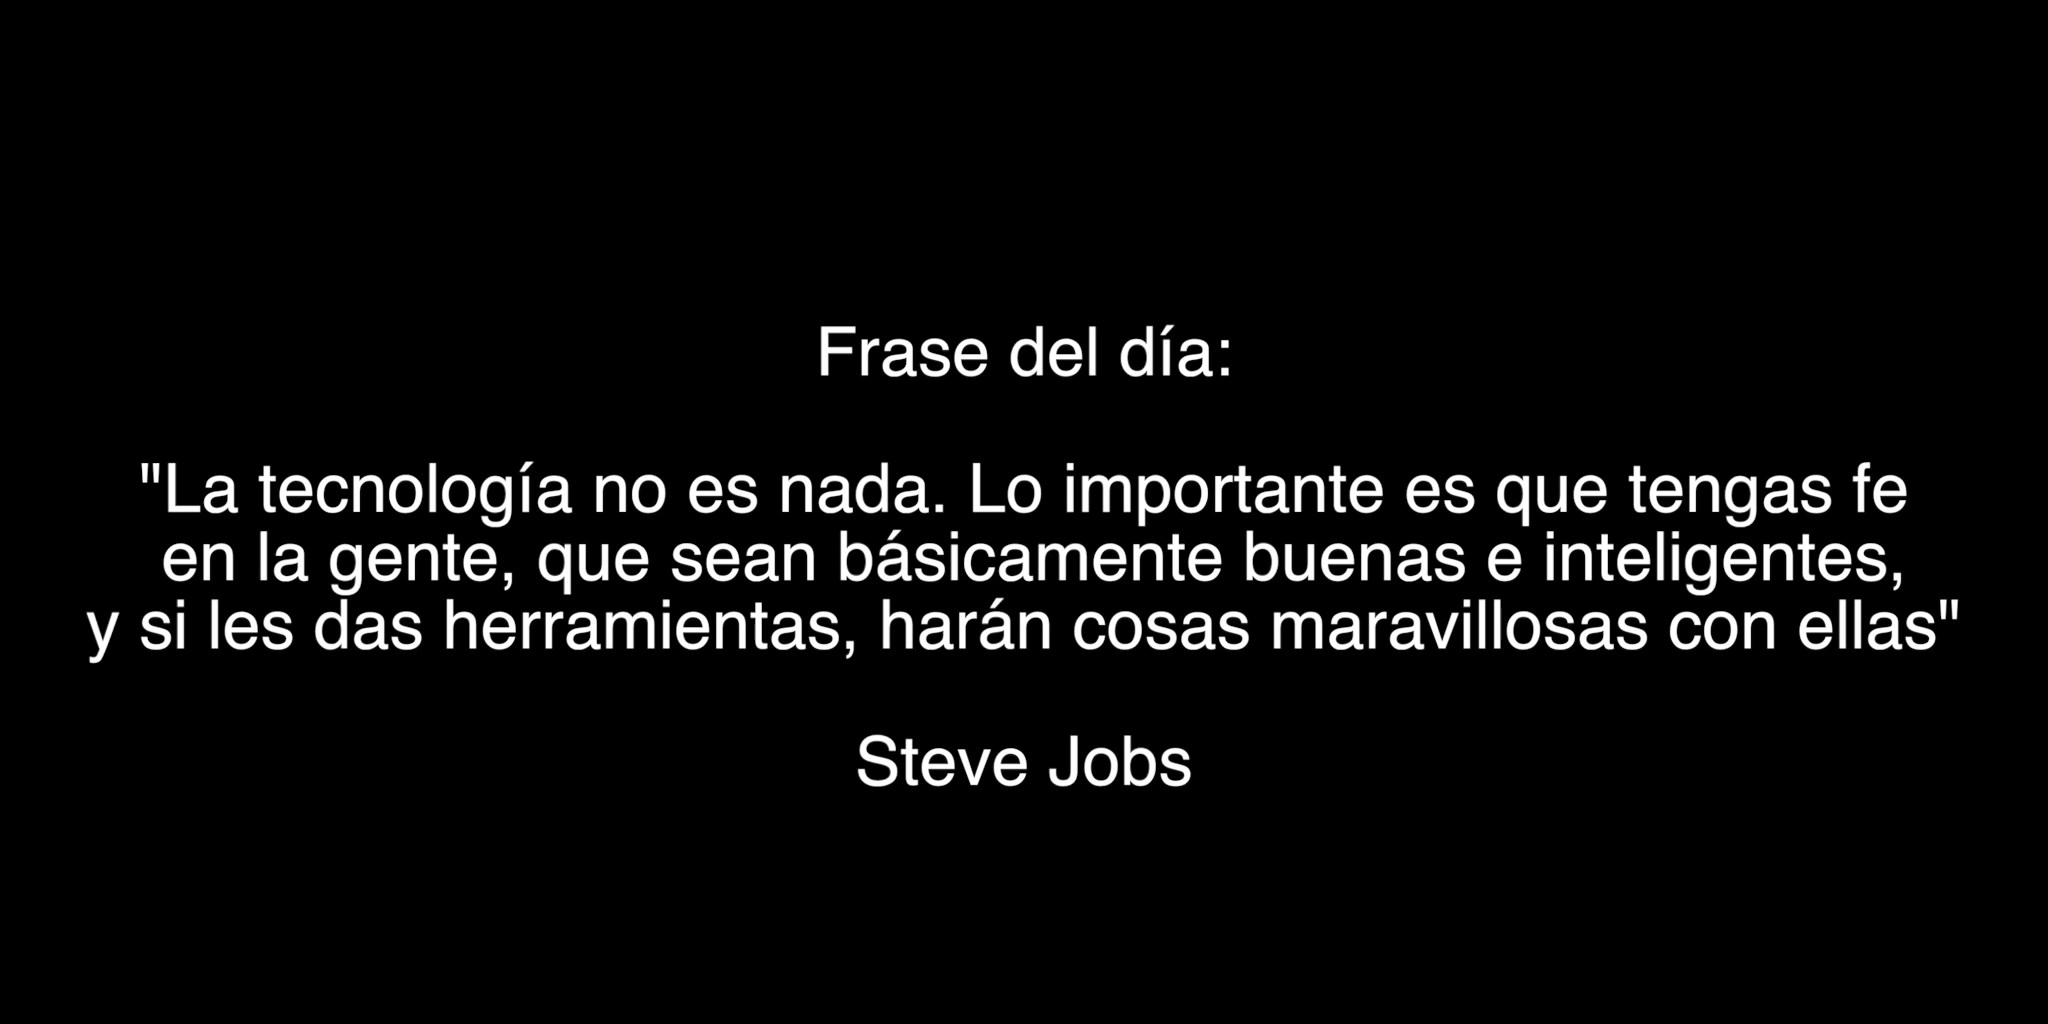 Frase del día:
"La tecnología no es nada. Lo importante es que tengas fe
en la gente, que sean básicamente buenas e inteligentes,
y si les das herramientas, harán cosas maravillosas con ellas"
Steve Jobs